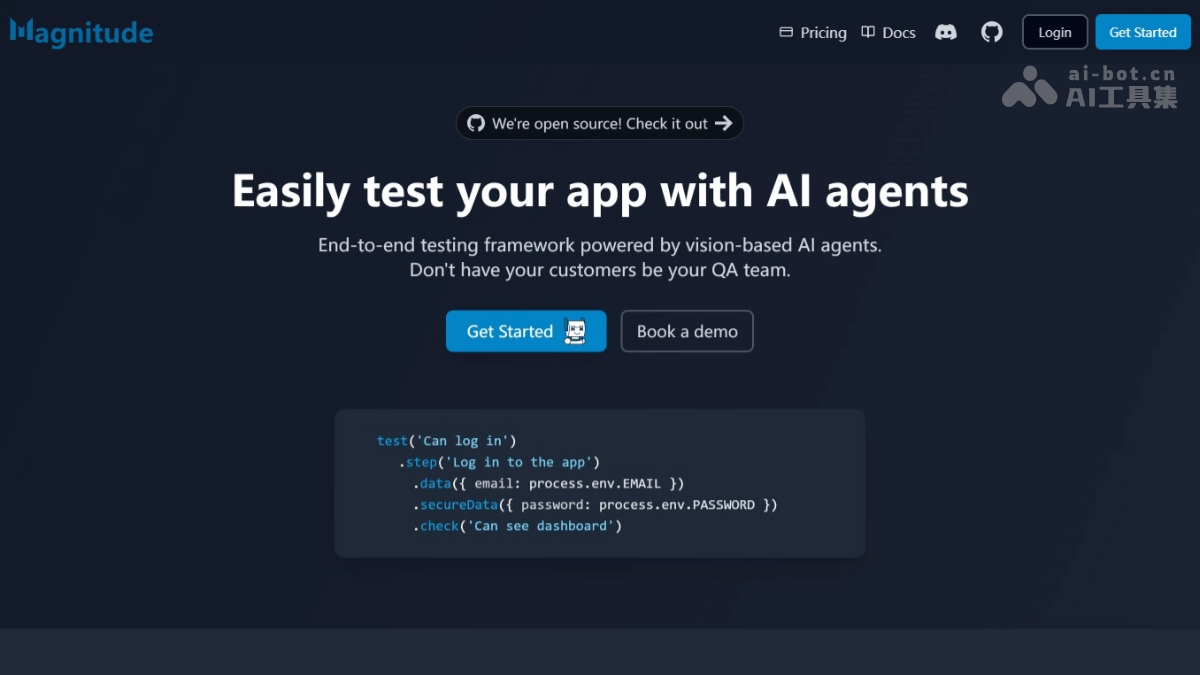 Magnitude
Pricing
Docs
Login
Get Started
ai-bot.cn
AI工具集
We're open source! Check it out
Easily test your app with AI agents
End-to-end testing framework powered by vision-based AI agents.
Don't have your customers be your QA team.
Get Started
Book a demo
test('Can log in')
.step('Log in to the app')
.data({ email: process.env.EMAIL })
.secureData({ password: process.env.PASSWORD })
.check('Can see dashboard')